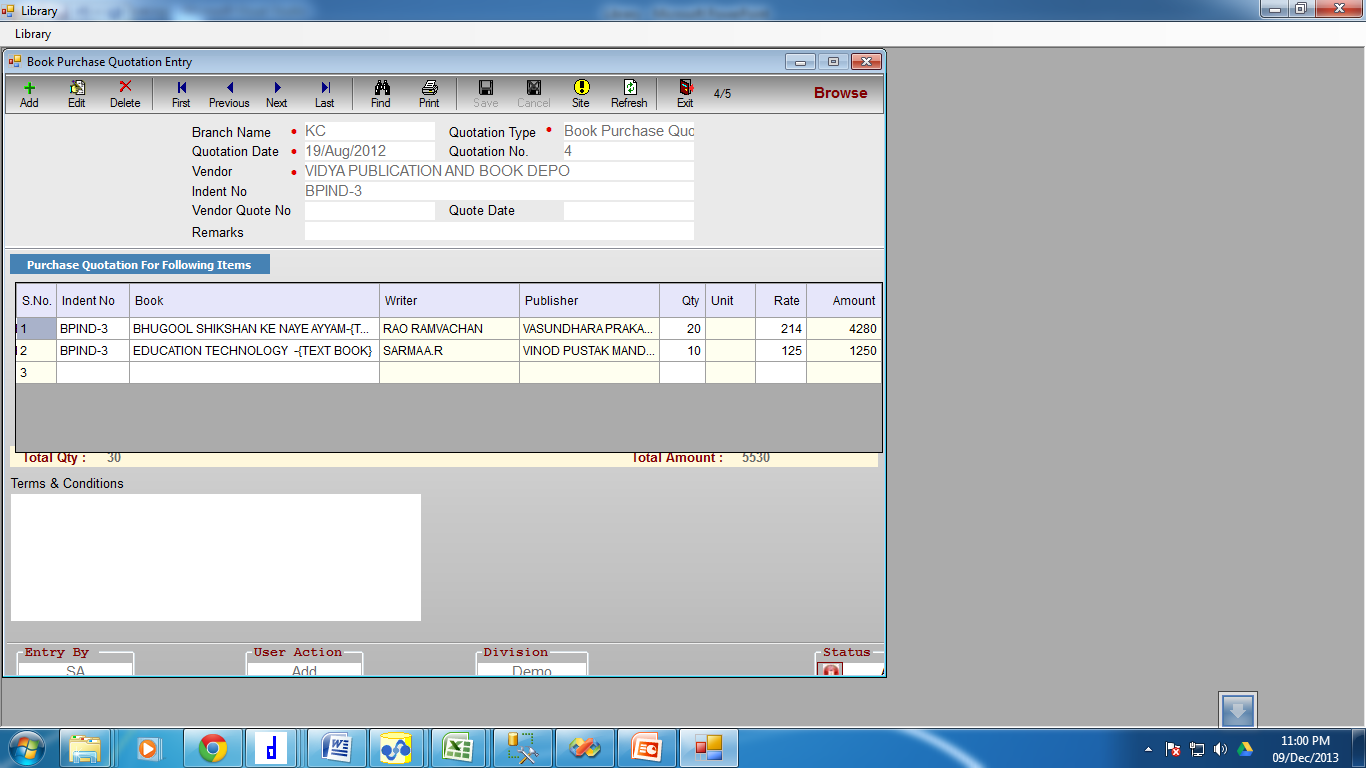 Library
Library
Book Purchase Quotation Entry
Add Edit Delete First Previous Next Last Find Print Save Cancel Site Refresh Exit 4/5 Browse
Branch Name • KC Quotation Type • Book Purchase Quo
Quotation Date • 19/Aug/2012 Quotation No. 4
Vendor • VIDYA PUBLICATION AND BOOK DEPO
Indent No BPIND-3
Vendor Quote No Quote Date
Remarks
Purchase Quotation For Following Items
S.No. Indent No Book Writer Publisher Qty Unit Rate Amount
1 BPIND-3 BHUGOOL SHIKSHAN KE NAYE AYYAM-{T... RAO RAMVACHAN VASUNDHARA PRAKA... 20 214 4280
2 BPIND-3 EDUCATION TECHNOLOGY -{TEXT BOOK} SARMAA.R VINOD PUSTAK MAND... 10 125 1250
3
Total Qty : 30 Total Amount : 5530
Terms & Conditions
Entry By User Action Division Status
SA Add Demo
11:00 PM
09/Dec/2013